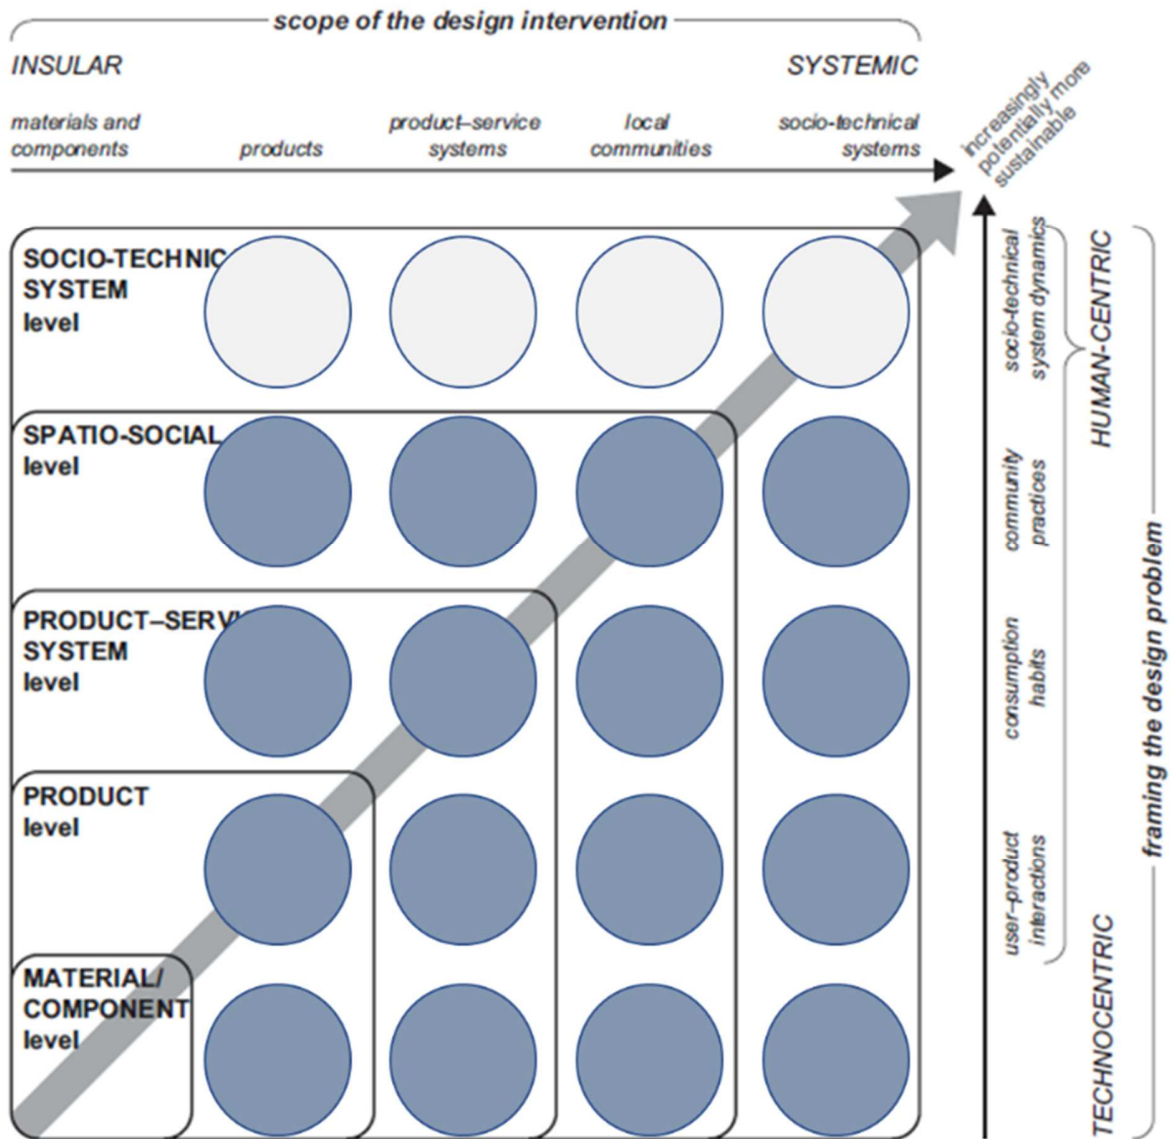 scope of the design intervention
INSULAR
SYSTEMIC
materials and
components
products
product–service
systems
local
communities
socio-technical
systems
increasingly
potentially more
sustainable
SOCIO-TECHNIC
SYSTEM
level
SPATIO-SOCIAL
level
PRODUCT–SERVI
SYSTEM
level
PRODUCT
level
MATERIAL/
COMPONENT
level
socio-technical
system dynamics
community
practices
consumption
habits
user–product
interactions
HUMAN-CENTRIC
TECHNOCENTRIC
framing the design problem